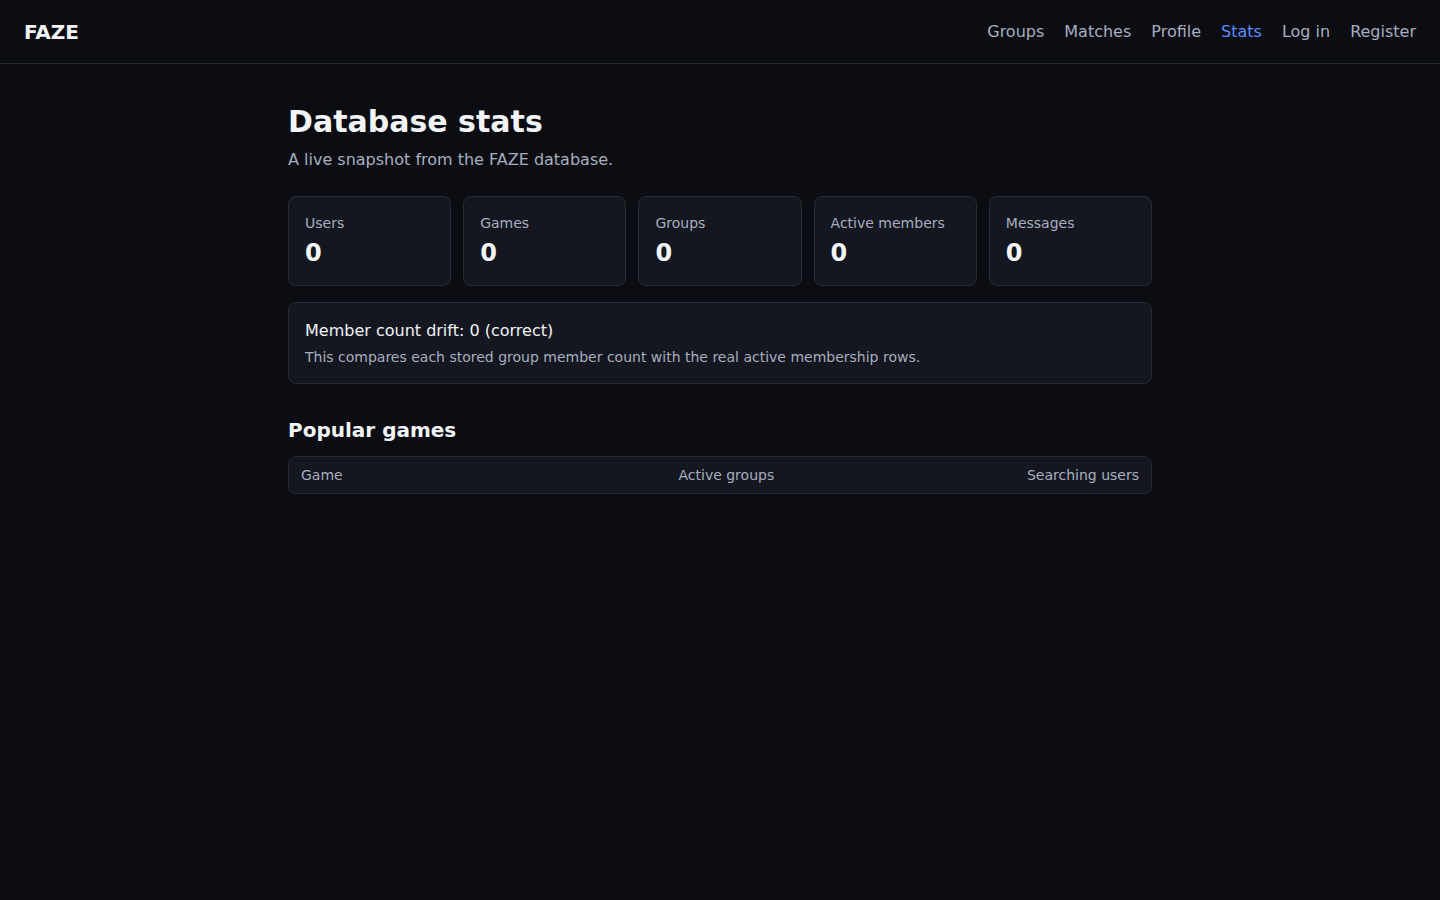 FAZE
Groups Matches Profile Stats Log in Register
Database stats
A live snapshot from the FAZE database.
Users Games Groups Active members Messages
0 0 0 0 0
Member count drift: 0 (correct)
This compares each stored group member count with the real active membership rows.
Popular games
Game Active groups Searching users